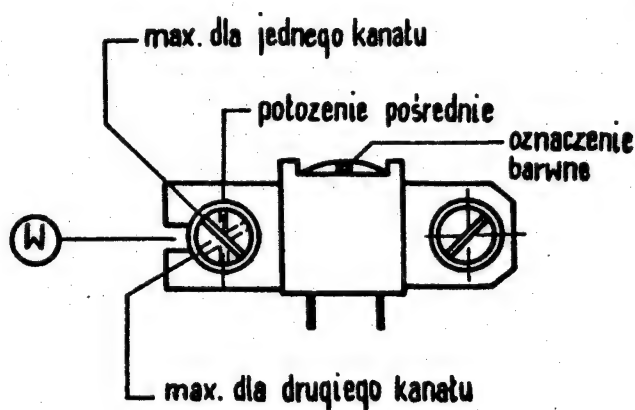 max. dla jednego kanału
położenie pośrednie
oznaczenie
barwne
W
max. dla drugiego kanału